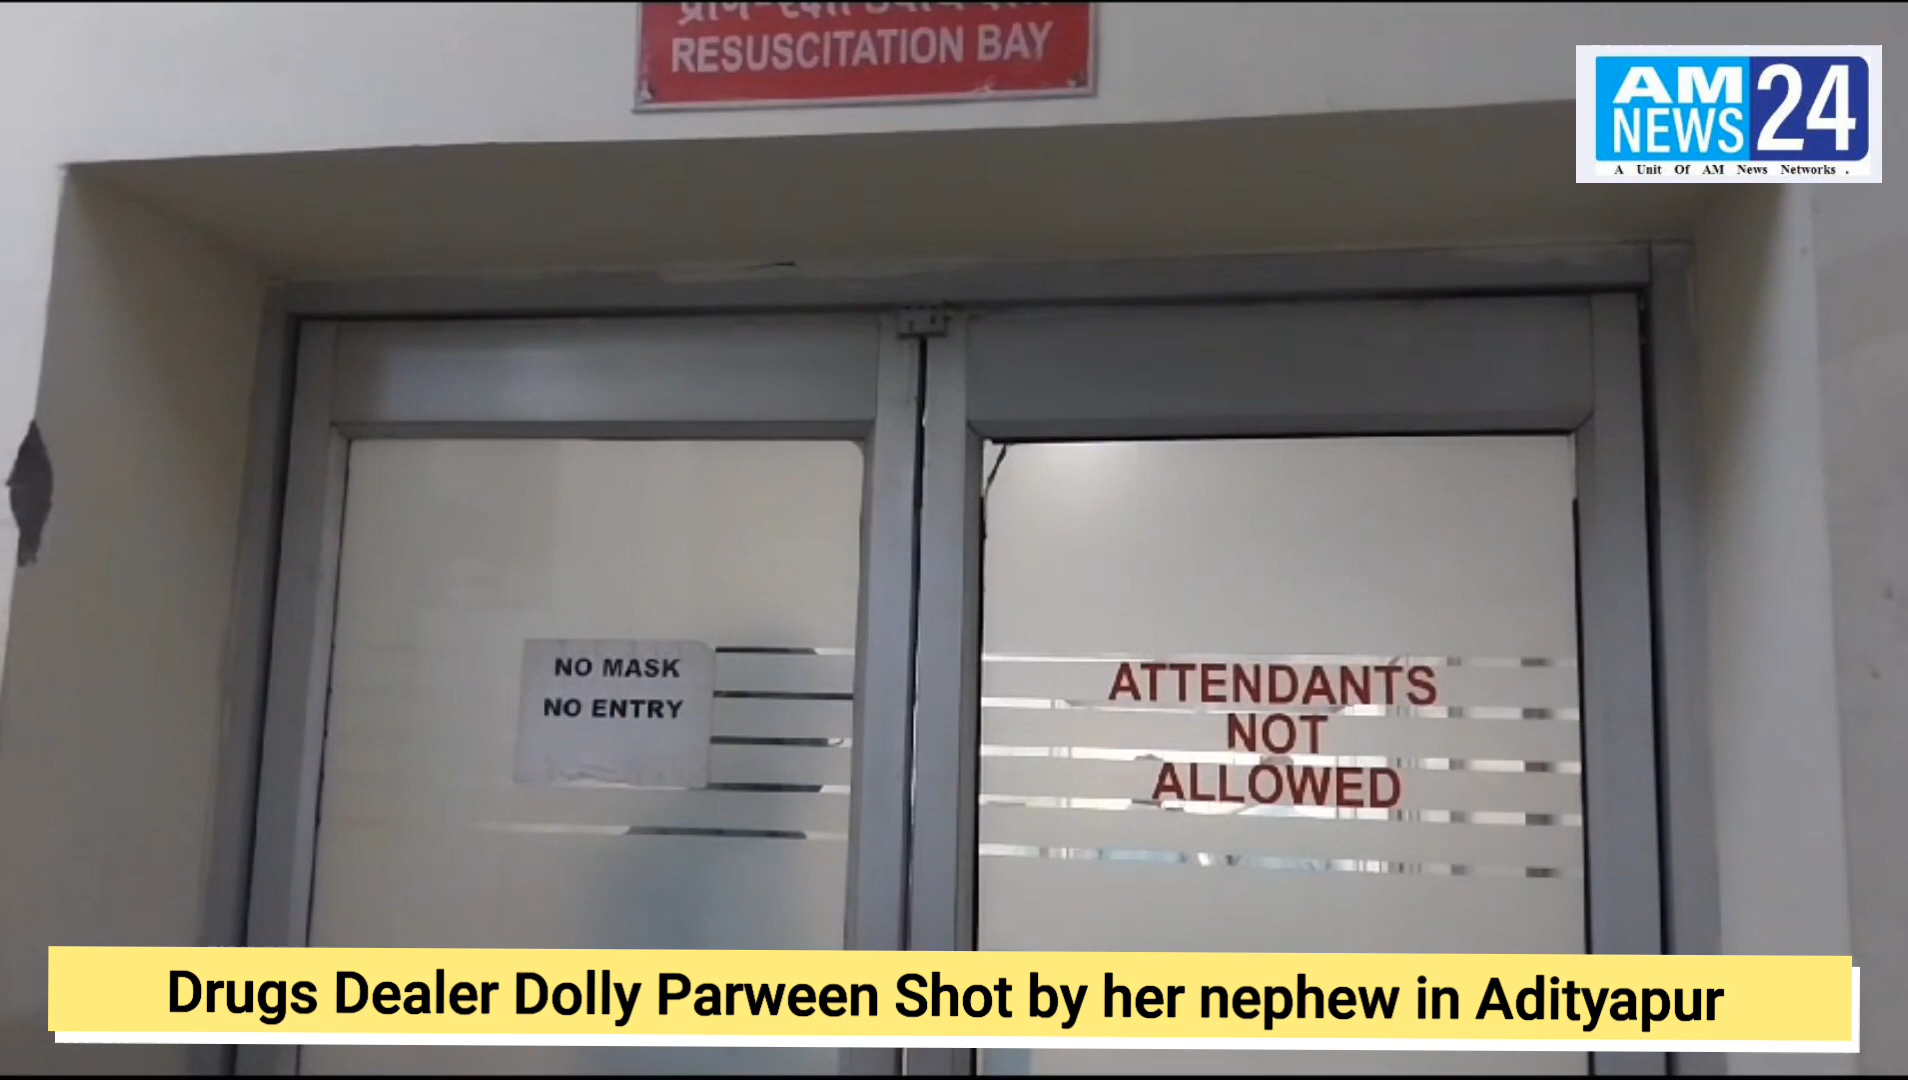 RESUSCITATION BAY
AM
NEWS
24
A Unit Of AM News Networks .
NO MASK
NO ENTRY
ATTENDANTS
NOT
ALLOWED
Drugs Dealer Dolly Parween Shot by her nephew in Adityapur